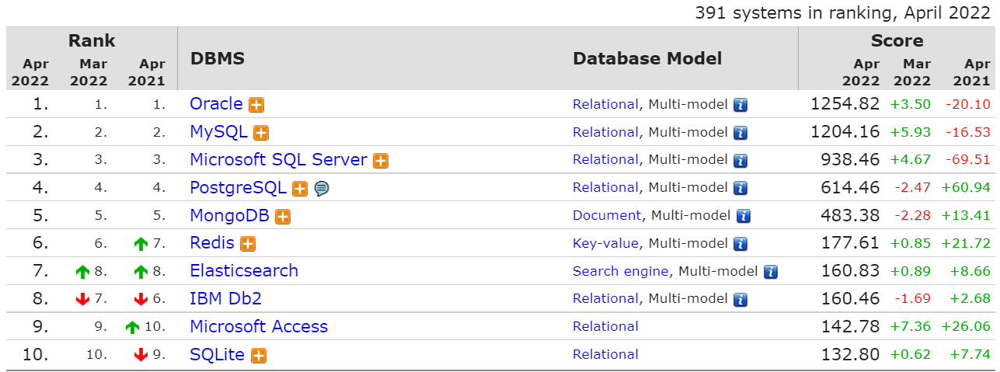 391 systems in ranking, April 2022
Rank DBMS Database Model Score
Apr 2022 Mar 2022 Apr 2021 Apr 2022 Mar 2022 Apr 2021
1. 1. 1. Oracle Relational, Multi-model 1254.82 +3.50 -20.10
2. 2. 2. MySQL Relational, Multi-model 1204.16 +5.93 -16.53
3. 3. 3. Microsoft SQL Server Relational, Multi-model 938.46 +4.67 -69.51
4. 4. 4. PostgreSQL Relational, Multi-model 614.46 -2.47 +60.94
5. 5. 5. MongoDB Document, Multi-model 483.38 -2.28 +13.41
6. 6. 7. Redis Key-value, Multi-model 177.61 +0.85 +21.72
7. 8. 8. Elasticsearch Search engine, Multi-model 160.83 +0.89 +8.66
8. 7. 6. IBM Db2 Relational, Multi-model 160.46 -1.69 +2.68
9. 9. 10. Microsoft Access Relational 142.78 +7.36 +26.06
10. 10. 9. SQLite Relational 132.80 +0.62 +7.74